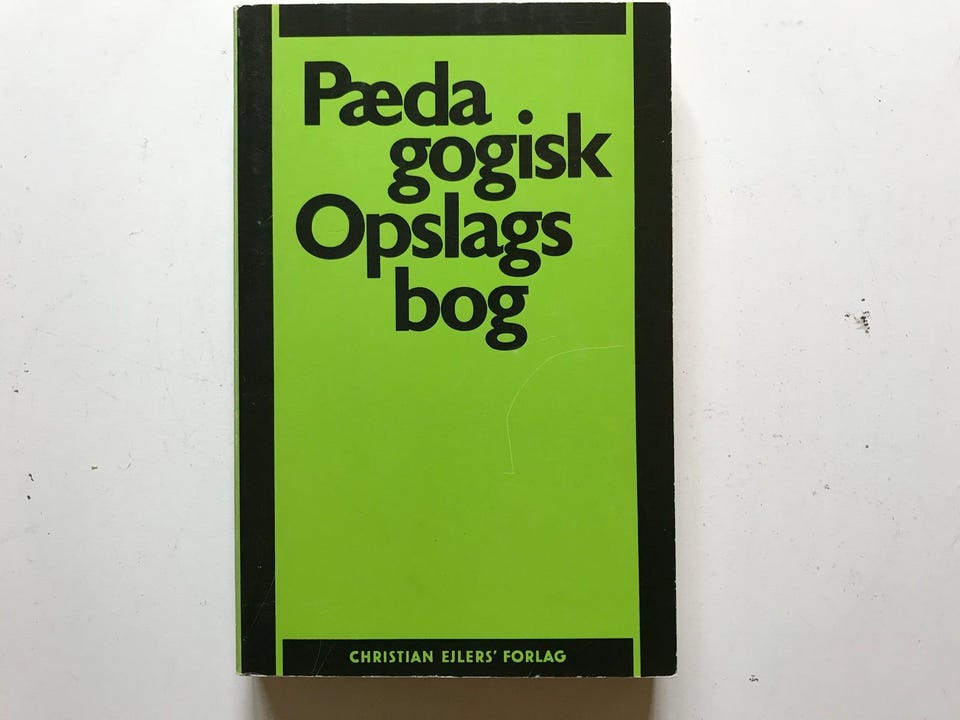 Pæda
gogisk
Opslags
bog
CHRISTIAN EJLERS' FORLAG